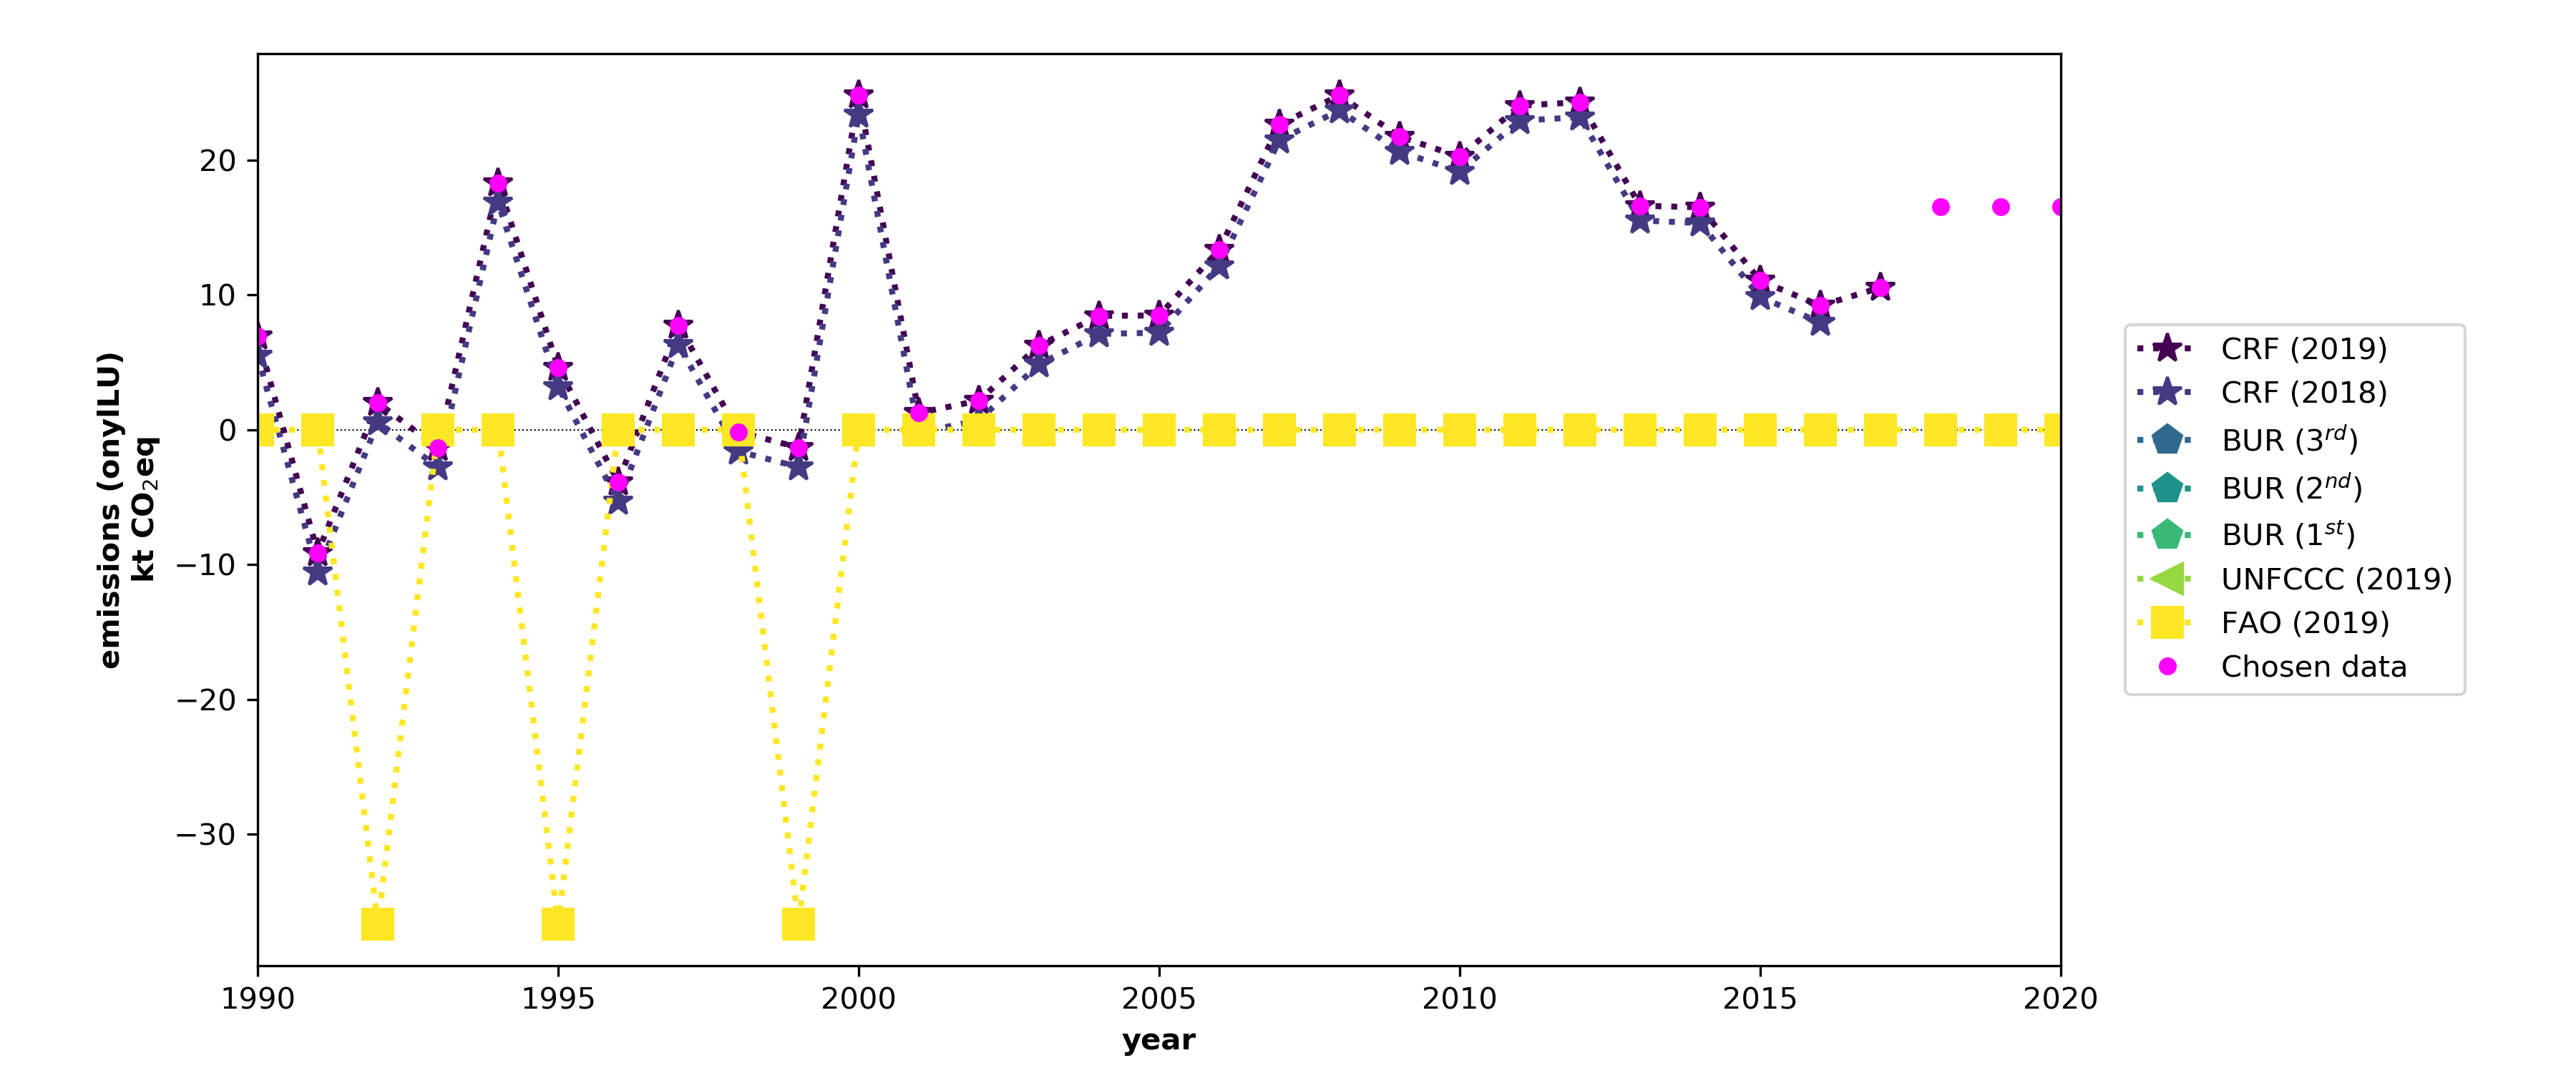 emissions (onylLU)
kt CO₂eq
20
10
0
−10
−20
−30
1990
1995
2000
2005
2010
2015
2020
year
CRF (2019)
CRF (2018)
BUR (3ʳᵈ)
BUR (2ⁿᵈ)
BUR (1ˢᵗ)
UNFCCC (2019)
FAO (2019)
Chosen data